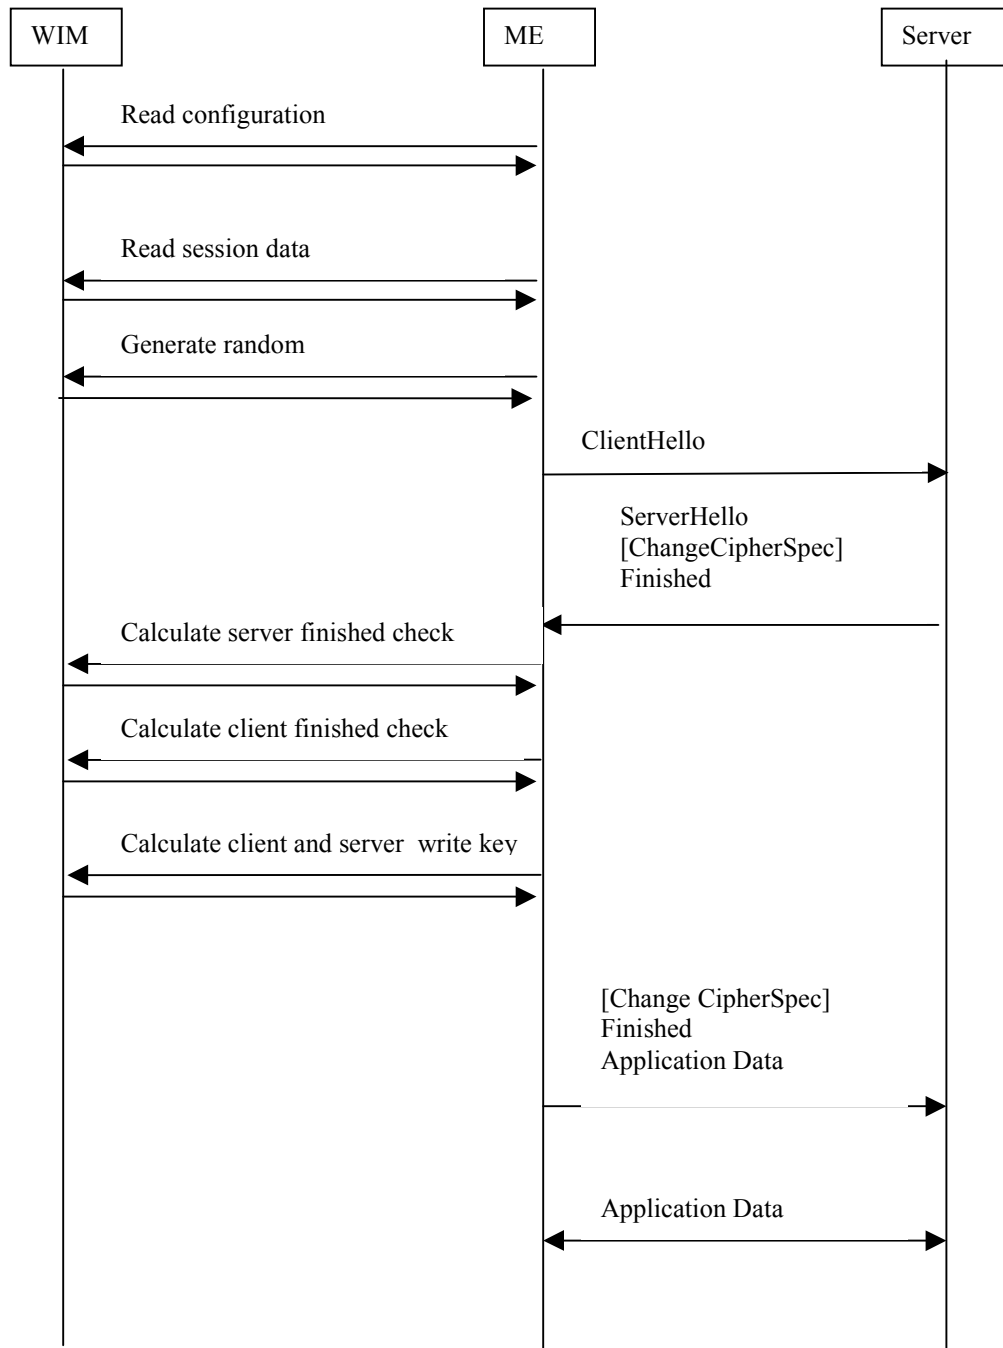 WIM
ME
Server
Read configuration
Read session data
Generate random
ClientHello
ServerHello
[ChangeCipherSpec]
Finished
Calculate server finished check
Calculate client finished check
Calculate client and server  write key
[Change CipherSpec]
Finished
Application Data
Application Data